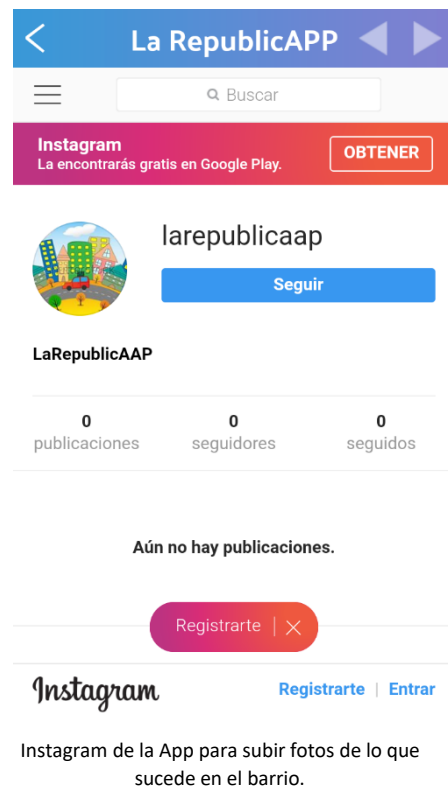 La RepublicAPP
Buscar
Instagram
La encontrarás gratis en Google Play.
OBTENER
larepublicaap
Seguir
LaRepublicAAP
0 0 0
publicaciones seguidores seguidos
Aún no hay publicaciones.
Registrarte
Instagram Registrarte | Entrar
Instagram de la App para subir fotos de lo que
sucede en el barrio.